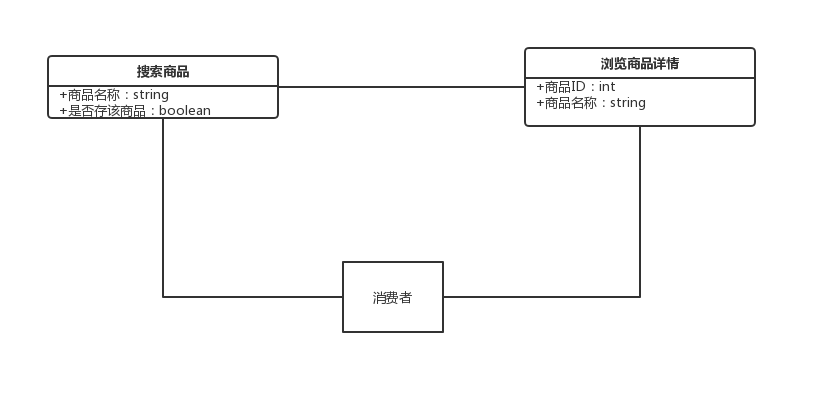 搜索商品
+商品名称：string
+是否存该商品：boolean
浏览商品详情
+商品ID：int
+商品名称：string
消费者